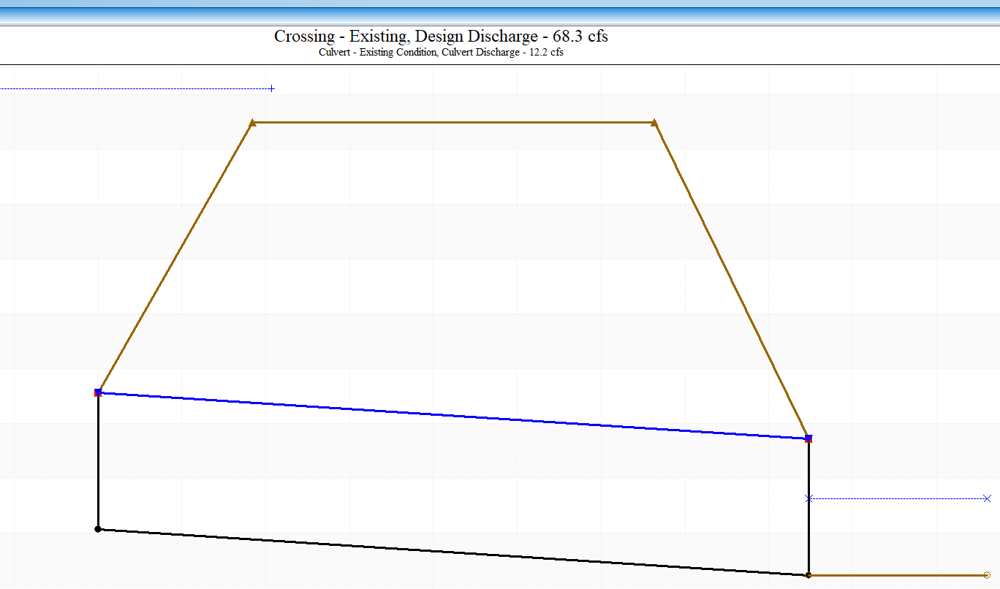 Crossing - Existing, Design Discharge - 68.3 cfs
Culvert - Existing Condition, Culvert Discharge - 12.2 cfs